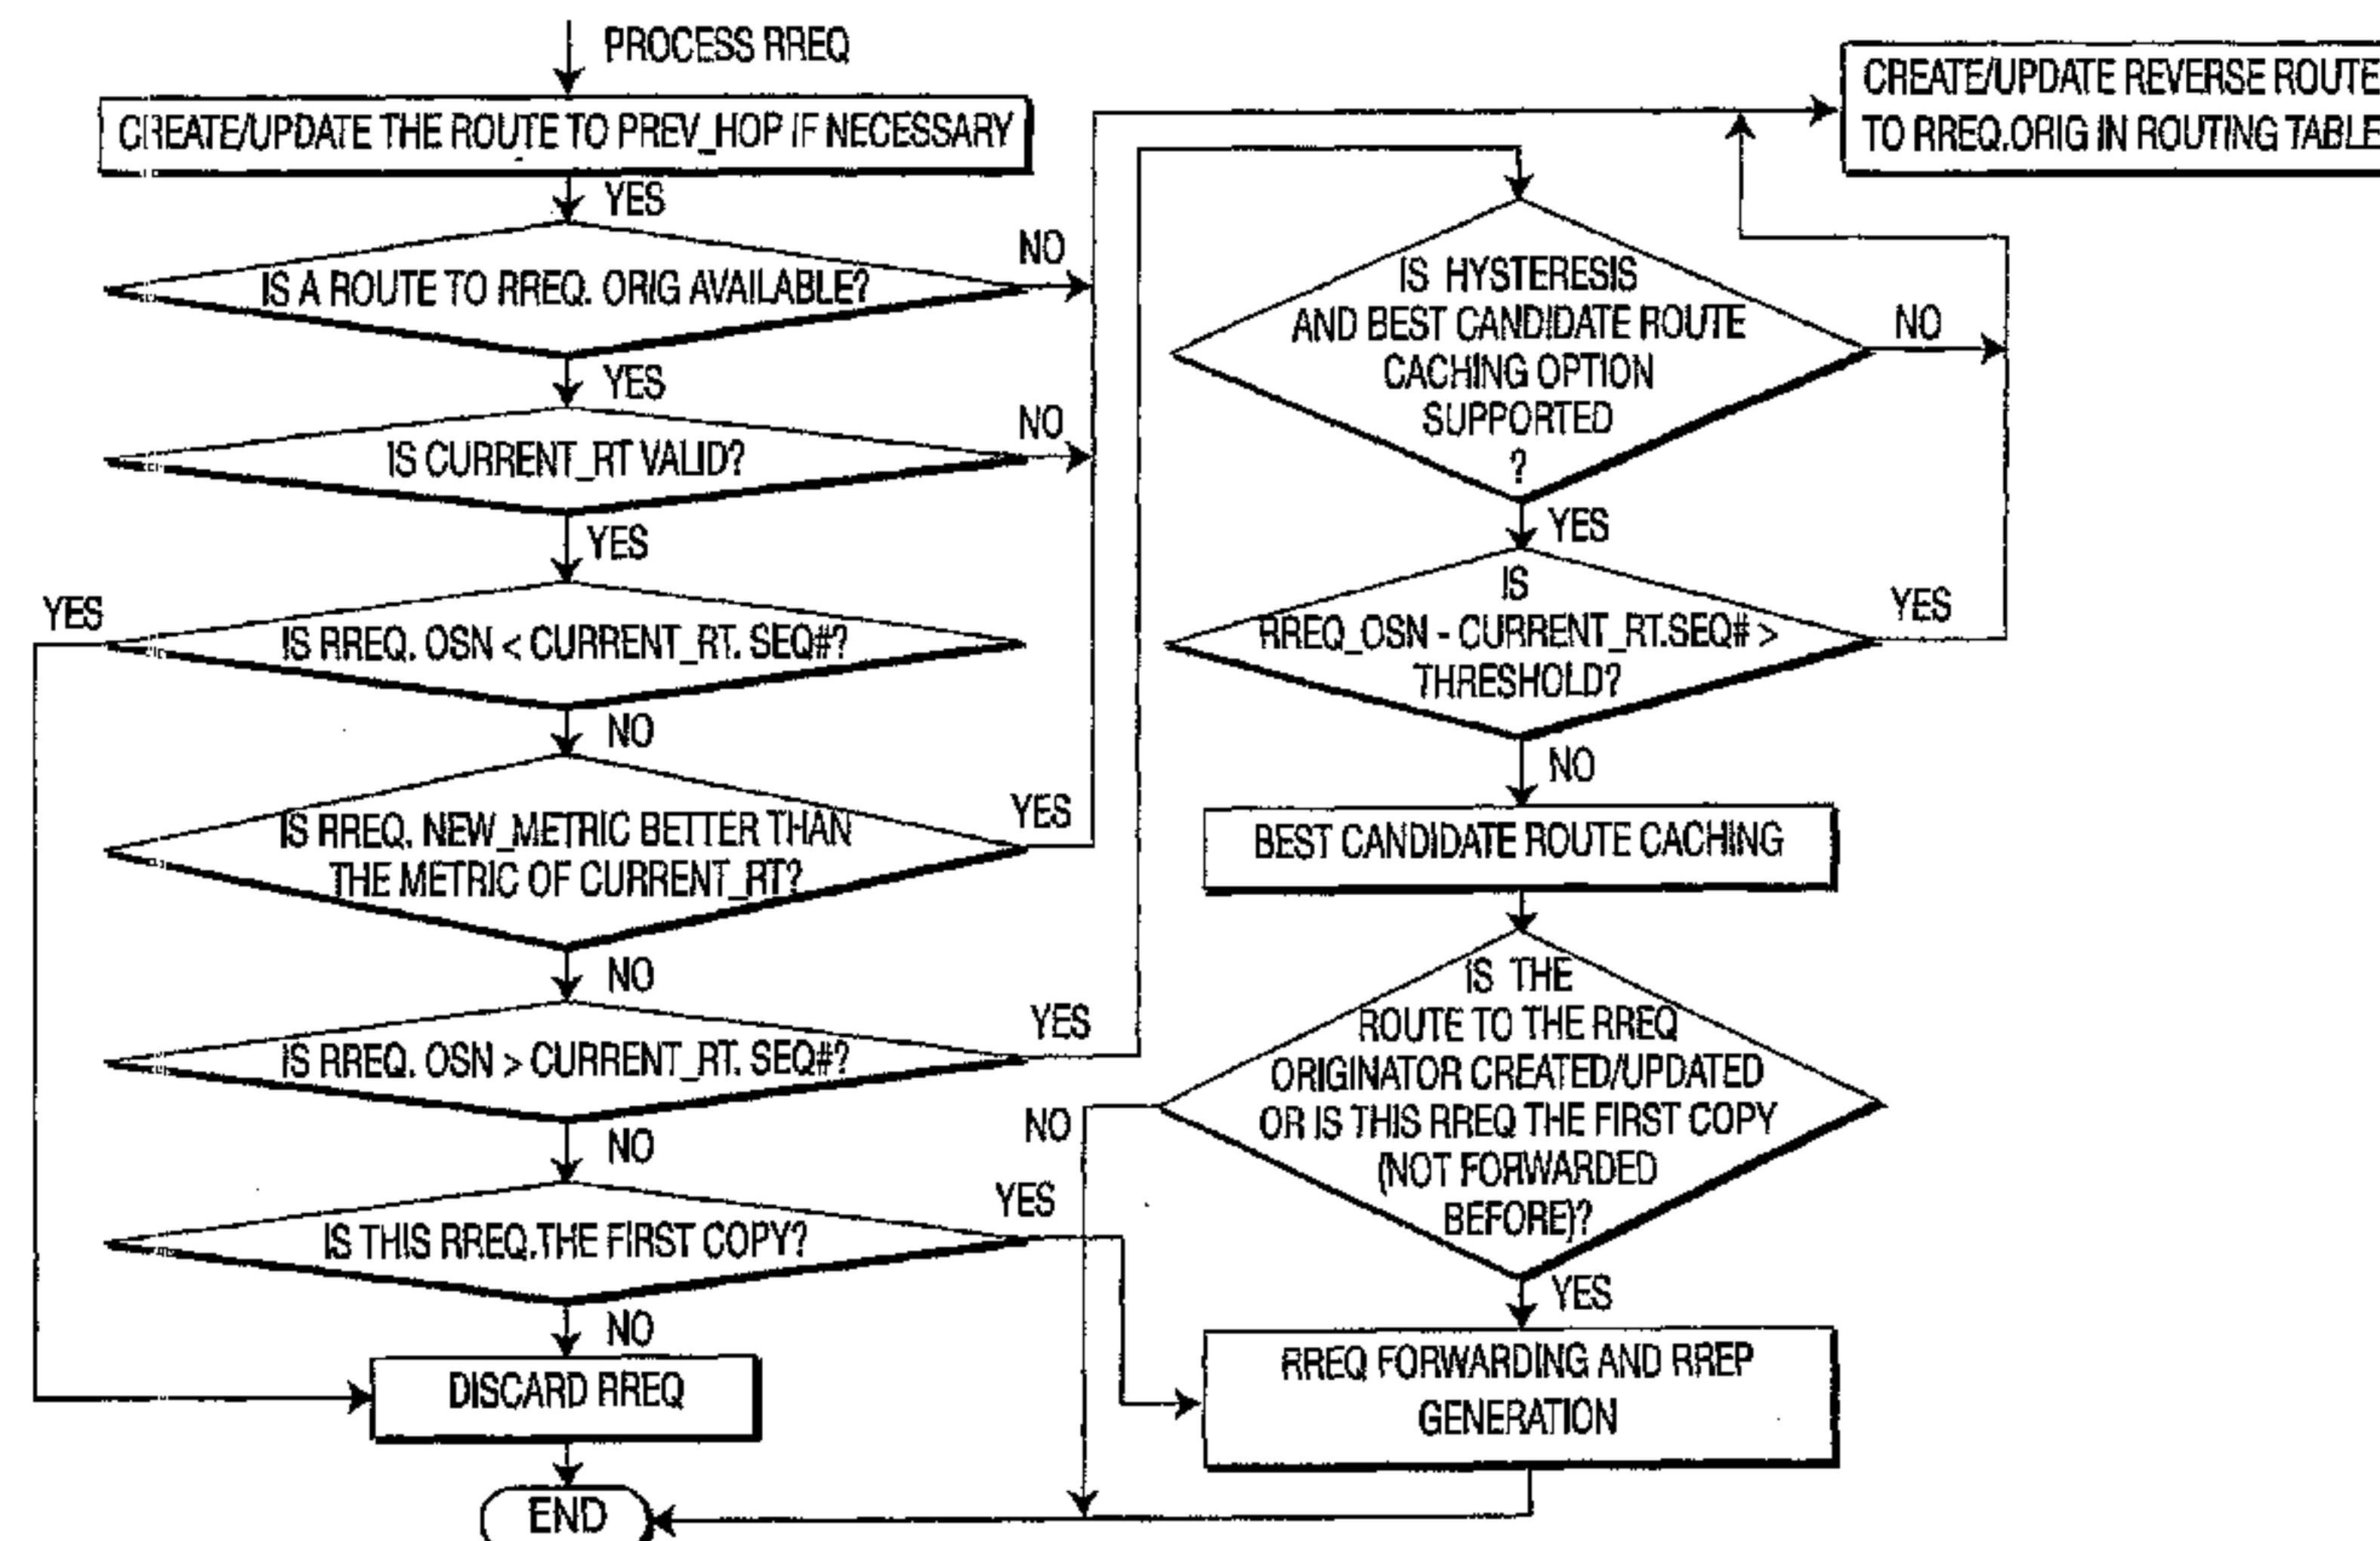 PROCESS RREQ
CREATE/UPDATE THE ROUTE TO PREV_HOP IF NECESSARY
YES
IS A ROUTE TO RREQ. ORIG AVAILABLE?
NO
YES
IS CURRENT_RT VALID?
NO
YES
IS RREQ. OSN < CURRENT_RT. SEQ#?
YES
NO
IS RREQ. NEW_METRIC BETTER THAN
THE METRIC OF CURRENT_RT?
YES
NO
IS RREQ. OSN > CURRENT_RT. SEQ#?
YES
NO
IS THIS RREQ.THE FIRST COPY?
YES
NO
DISCARD RREQ
END
CREATE/UPDATE REVERSE ROUTE
TO RREQ.ORIG IN ROUTING TABLE
IS HYSTERESIS
AND BEST CANDIDATE ROUTE
CACHING OPTION
SUPPORTED
?
NO
YES
IS
RREQ_OSN - CURRENT_RT.SEQ# >
THRESHOLD?
YES
NO
BEST CANDIDATE ROUTE CACHING
IS THE
ROUTE TO THE RREQ
ORIGINATOR CREATED/UPDATED
OR IS THIS RREQ THE FIRST COPY
(NOT FORWARDED
BEFORE)?
NO
YES
RREQ FORWARDING AND RREP
GENERATION